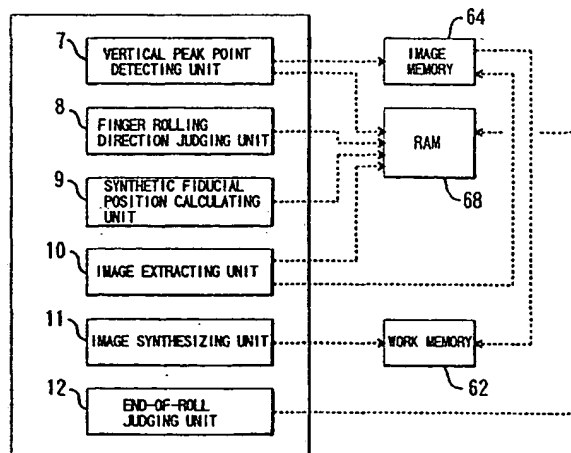 64
7
VERTICAL PEAK POINT
DETECTING UNIT
IMAGE
MEMORY
8
FINGER ROLLING
DIRECTION JUDGING UNIT
RAM
9
SYNTHETIC FIDUCIAL
POSITION CALCULATING
UNIT
68
10
IMAGE EXTRACTING UNIT
11
IMAGE SYNTHESIZING UNIT
WORK MEMORY
12
END-OF-ROLL
JUDGING UNIT
62